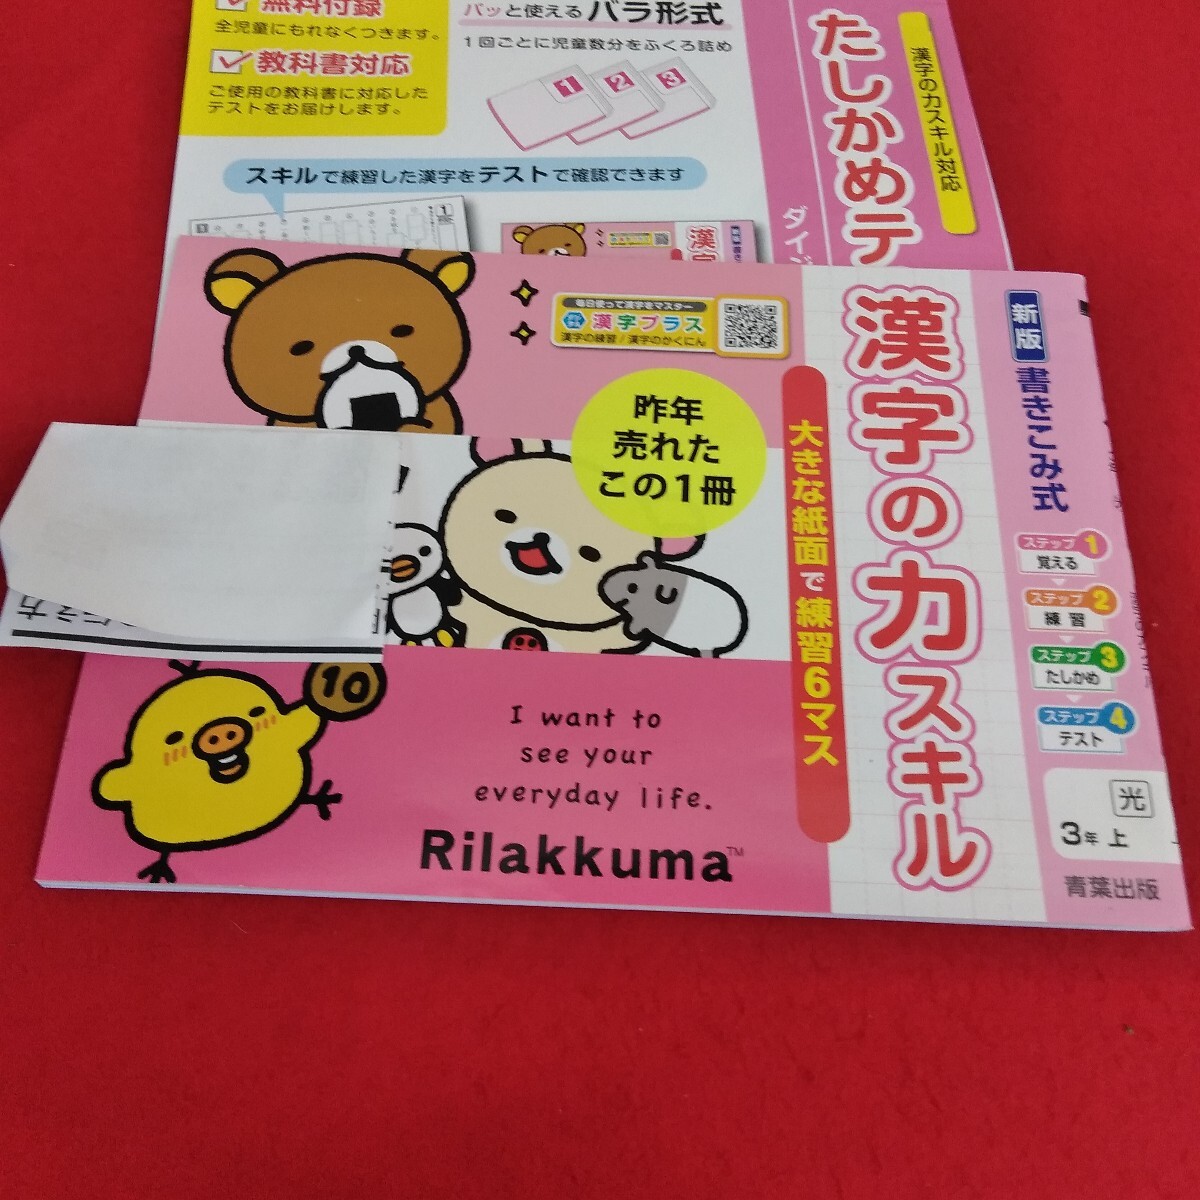 無料付録
全児童にもれなくつきます。
教科書対応
ご使用の教科書に対応した
テストをお届けします。
パッと使えるバラ形式
1回ごとに児童数分をふくろ詰め
1
2
3
スキルで練習した漢字をテストで確認できます
漢字の力スキル対応
たしかめテ
ダイジ
漢字
新版
書きこみ式
漢字の力スキル
大きな紙面で練習6マス
毎日使って漢字をマスター
漢字プラス
漢字の練習/漢字のかくにん
昨年
売れた
この1冊
ステップ1
覚える
ステップ2
練習
ステップ3
たしかめ
ステップ4
テスト
光
3年 上
青葉出版
10
I want to
see your
everyday life.
Rilakkuma™